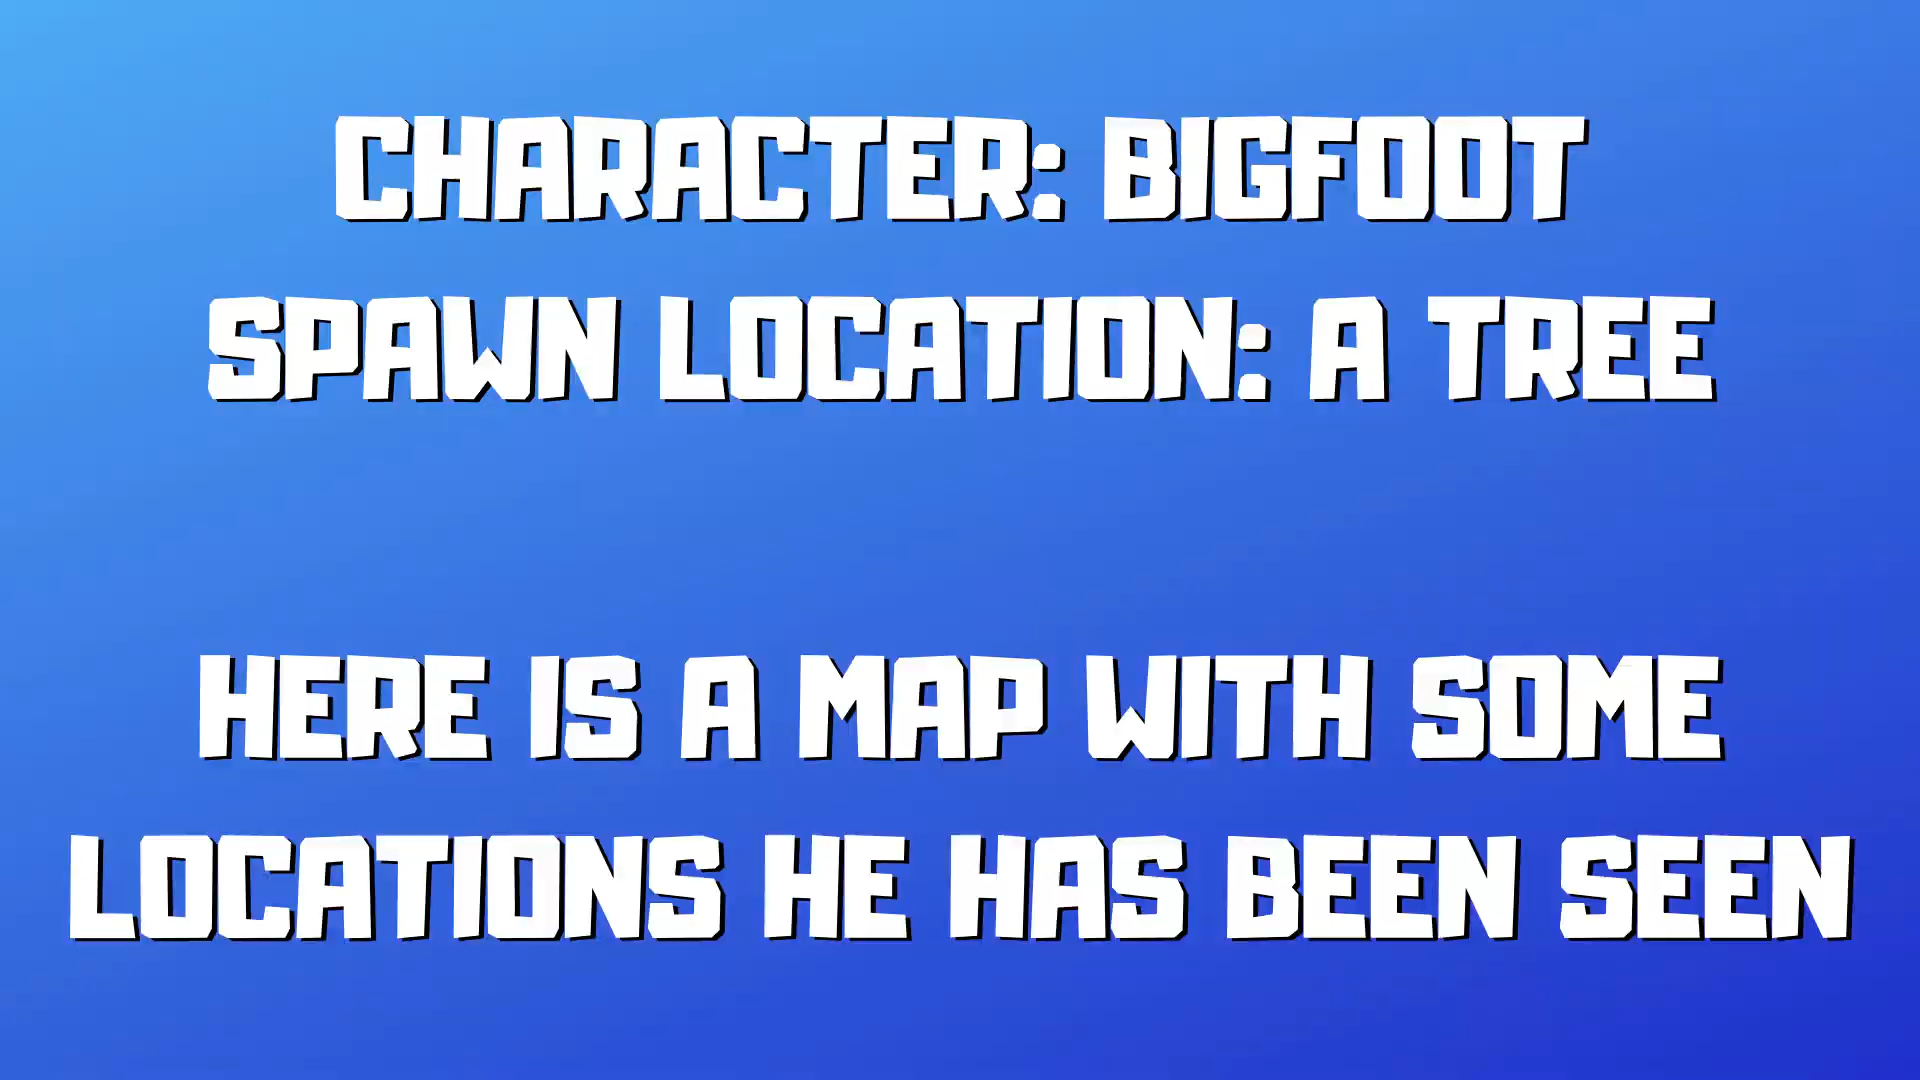 CHARACTER: BIGFOOT
SPAWN LOCATION: A TREE
HERE IS A MAP WITH SOME
LOCATIONS HE HAS BEEN SEEN